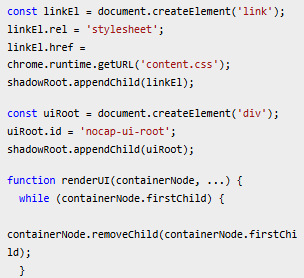 const linkEl = document.createElement('link');
linkEl.rel = 'stylesheet';
linkEl.href =
chrome.runtime.getURL('content.css');
shadowRoot.appendChild(linkEl);

const uiRoot = document.createElement('div');
uiRoot.id = 'nocap-ui-root';
shadowRoot.appendChild(uiRoot);

function renderUI(containerNode, ...) {
  while (containerNode.firstChild) {

containerNode.removeChild(containerNode.firstChi
ld);
  }